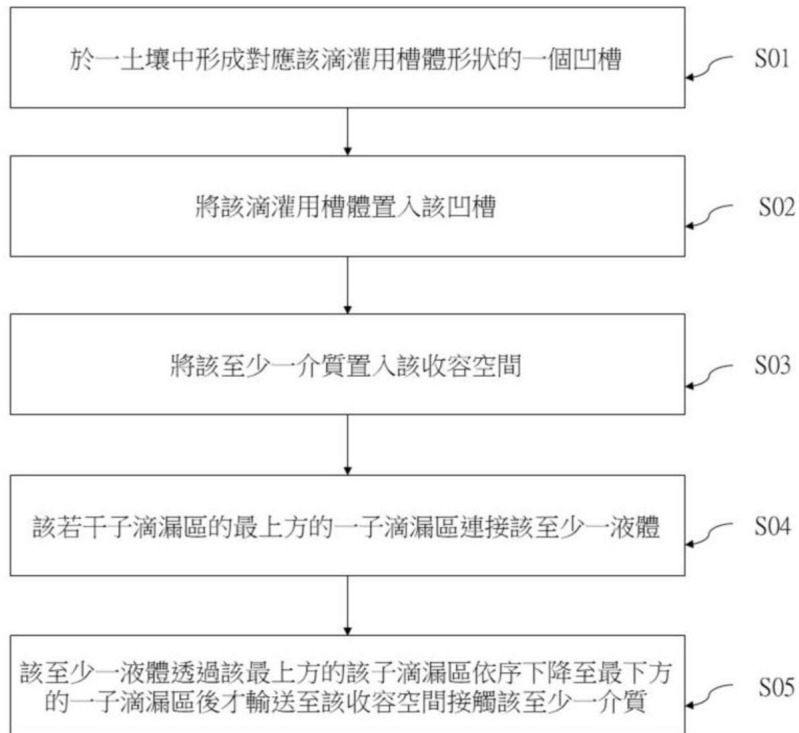 於一土壤中形成對應該滴灌用槽體形狀的一個凹槽
S01
將該滴灌用槽體置入該凹槽
S02
將該至少一介質置入該收容空間
S03
該若干子滴漏區的最上方的一子滴漏區連接該至少一液體
S04
該至少一液體透過該最上方的該子滴漏區依序下降至最下方
的一子滴漏區後才輸送至該收容空間接觸該至少一介質
S05